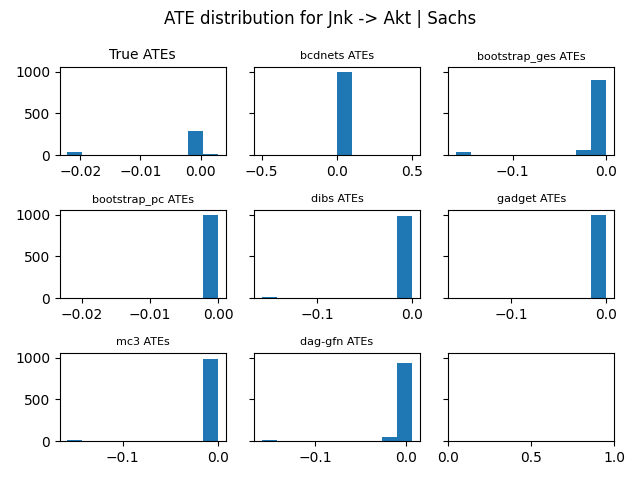 ATE distribution for Jnk -> Akt | Sachs
True ATEs
bcdnets ATEs
bootstrap_ges ATEs
1000
500
0
−0.02 −0.01 0.00
−0.5 0.0 0.5
−0.1 0.0
bootstrap_pc ATEs
dibs ATEs
gadget ATEs
1000
500
0
−0.02 −0.01 0.00
−0.1 0.0
−0.1 0.0
mc3 ATEs
dag-gfn ATEs
1000
500
0
−0.1 0.0
−0.1 0.0
0.0 0.5 1.0